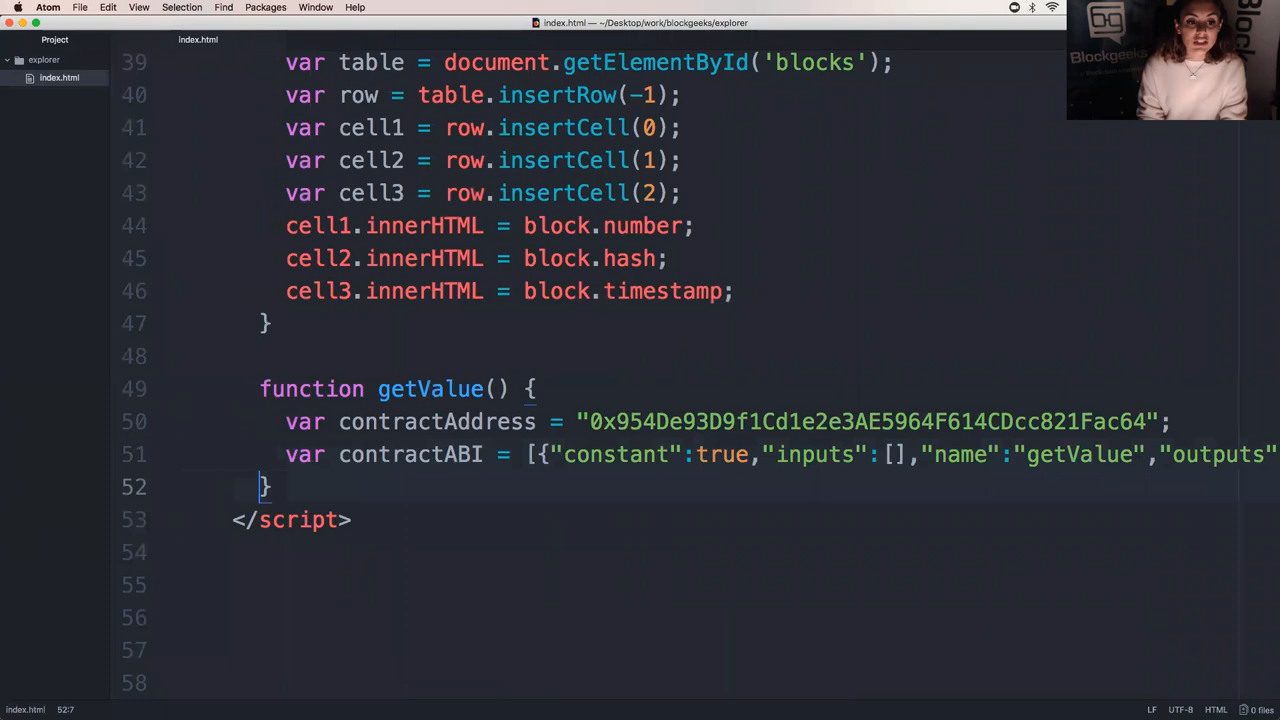 Atom File Edit View Selection Find Packages Window Help
index.html — ~/Desktop/work/blockgeeks/explorer
Project
index.html
explorer
index.html
39 var table = document.getElementById('blocks');
40 var row = table.insertRow(-1);
41 var cell1 = row.insertCell(0);
42 var cell2 = row.insertCell(1);
43 var cell3 = row.insertCell(2);
44 cell1.innerHTML = block.number;
45 cell2.innerHTML = block.hash;
46 cell3.innerHTML = block.timestamp;
47 }
48
49 function getValue() {
50 var contractAddress = "0x954De93D9f1Cd1e2e3AE5964F614CDcc821Fac64";
51 var contractABI = [{"constant":true,"inputs":[],"name":"getValue","outputs"
52 }
53 </script>
54
55
56
57
58
index.html 52:7
LF UTF-8 HTML 0 files
Blockgeeks